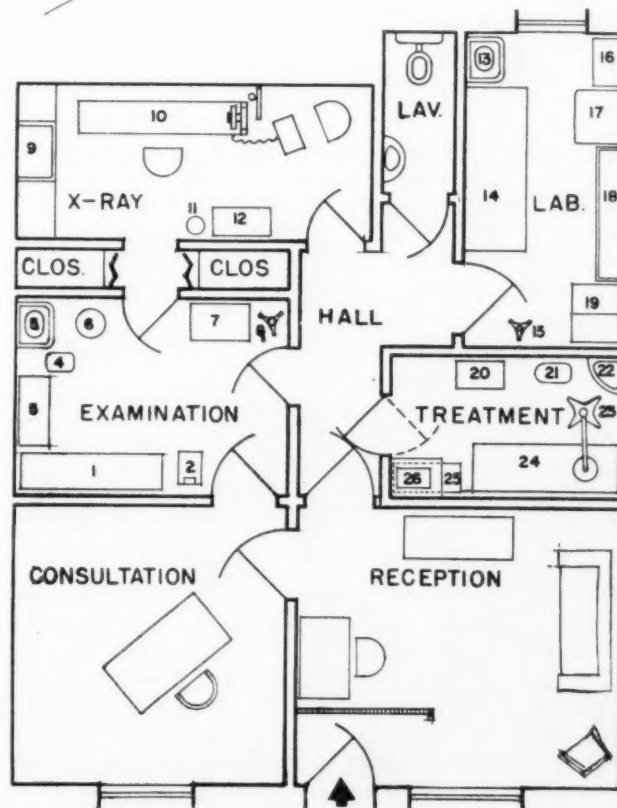 13
16
10
17
LAV.
9
X-RAY
11
12
14
LAB.
18
CLOS.
CLOS
19
5
6
7
HALL
15
4
20
21
22
8
EXAMINATION
TREATMENT
25
24
1
2
26
23
CONSULTATION
RECEPTION